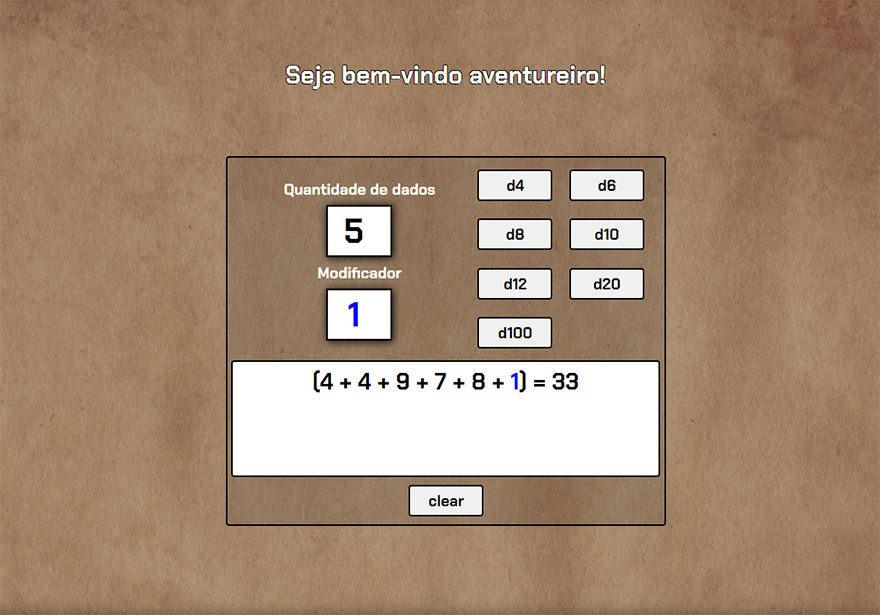 Seja bem-vindo aventureiro!
Quantidade de dados
5
Modificador
1
d4 d6
d8 d10
d12 d20
d100
(4 + 4 + 9 + 7 + 8 + 1) = 33
clear